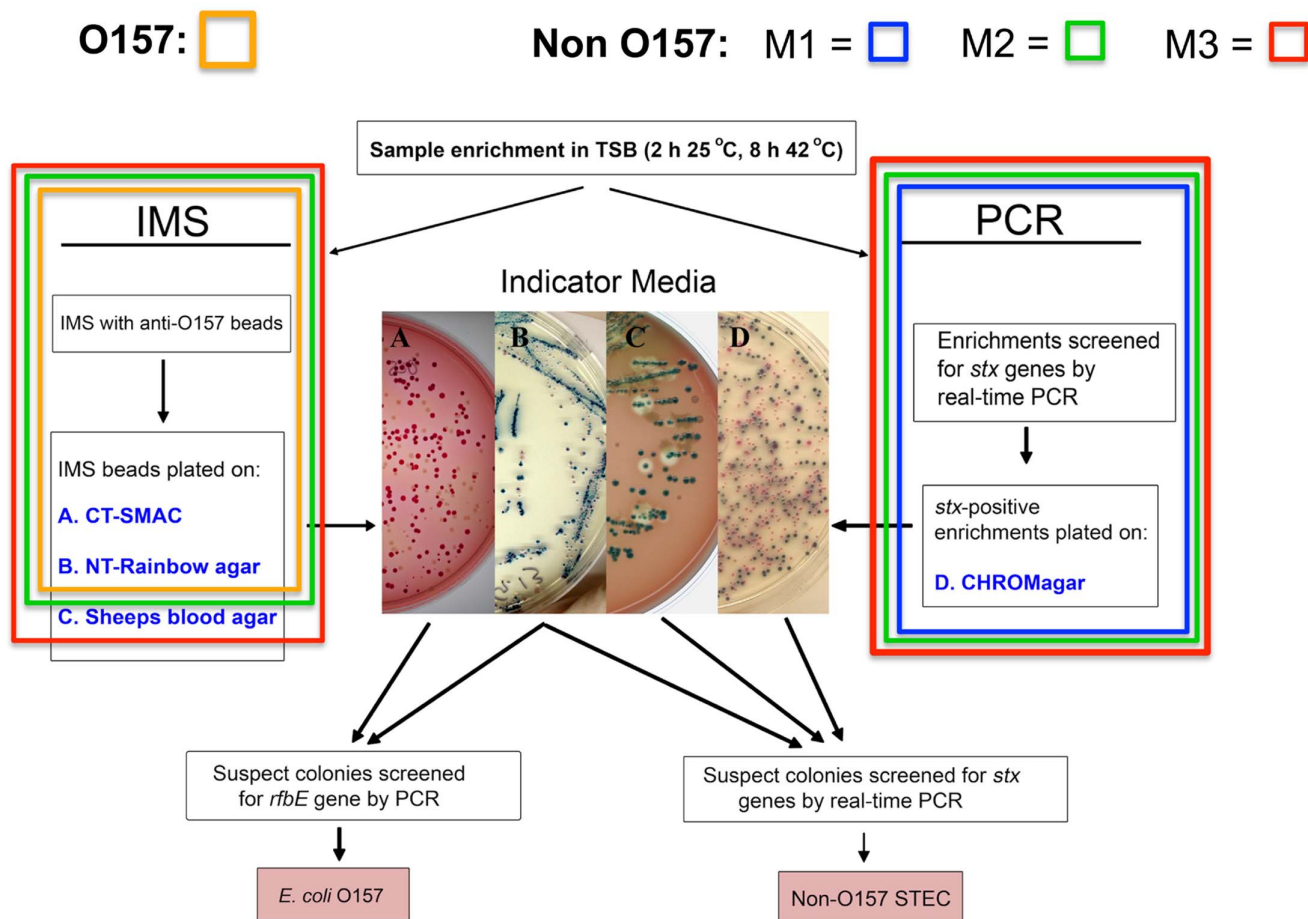 O157:
Non O157: M1 = M2 = M3 =
Sample enrichment in TSB (2 h 25 °C, 8 h 42 °C)
IMS
IMS with anti-O157 beads
IMS beads plated on:
A. CT-SMAC
B. NT-Rainbow agar
C. Sheeps blood agar
Indicator Media
A
B
C
D
PCR
Enrichments screened
for stx genes by
real-time PCR
stx-positive
enrichments plated on:
D. CHROMagar
Suspect colonies screened
for rfbE gene by PCR
Suspect colonies screened for stx
genes by real-time PCR
E. coli O157
Non-O157 STEC